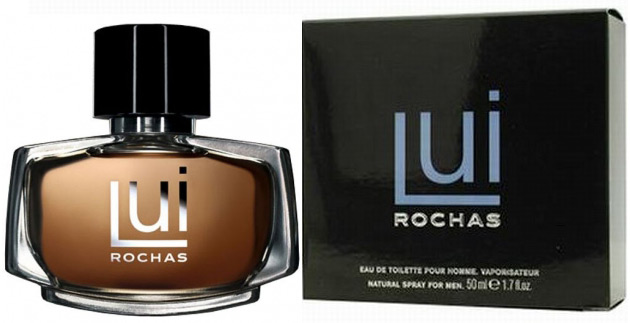 Lui
ROCHAS
Lui
ROCHAS
EAU DE TOILETTE POUR HOMME. VAPORISATEUR
NATURAL SPRAY FOR MEN. 50 ml ℮ 1.7 fl.oz.